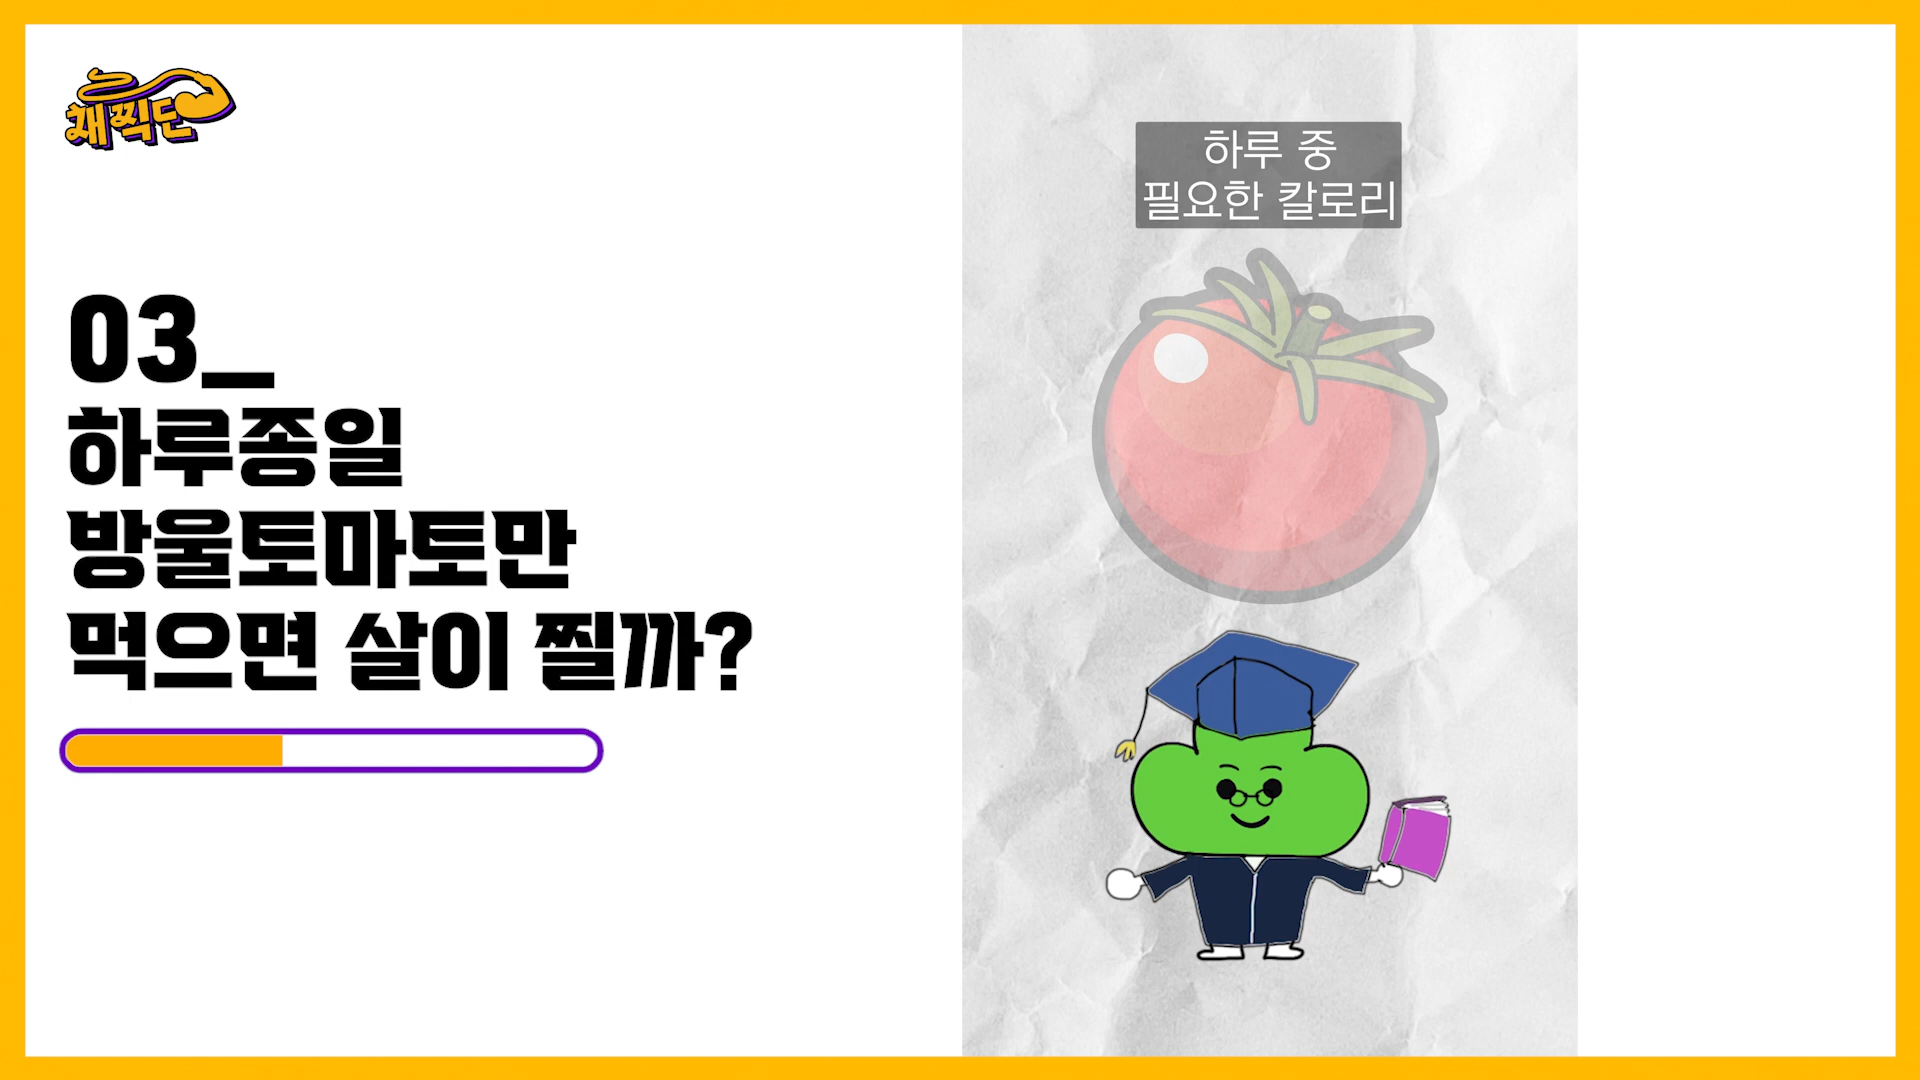 채찍단
03_
하루종일
방울토마토만
먹으면 살이 찔까?
하루 중
필요한 칼로리